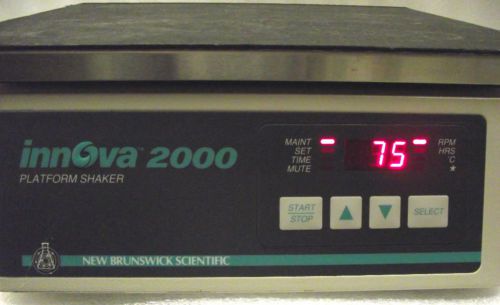 innova 2000
PLATFORM SHAKER
MAINT
SET
TIME
MUTE
75
RPM
HRS
°C
*
START
STOP
SELECT
NEW BRUNSWICK SCIENTIFIC